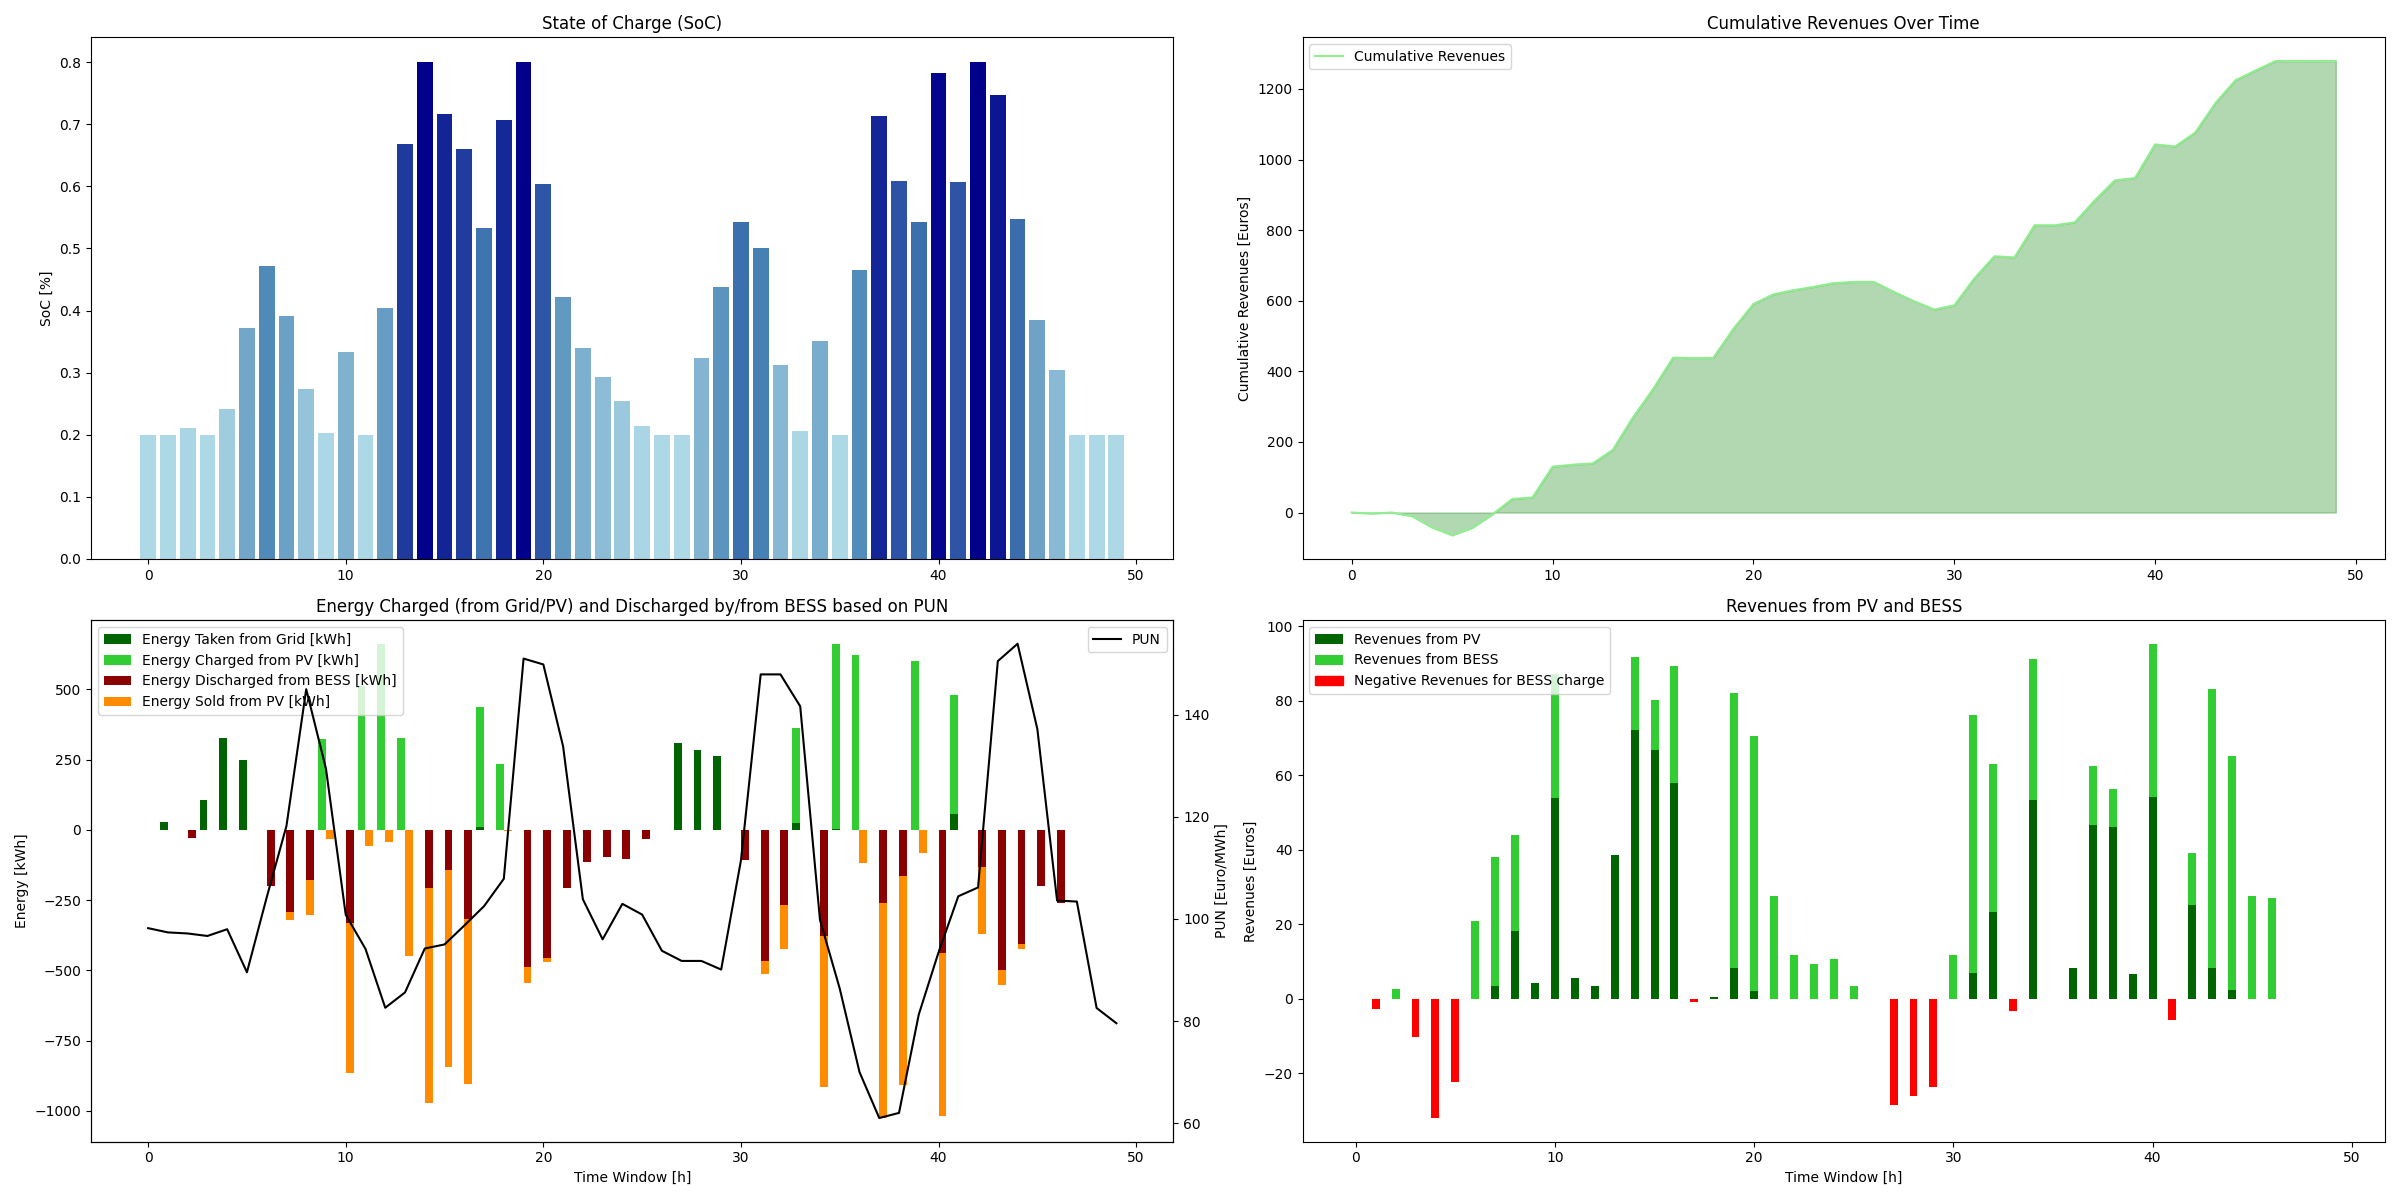 State of Charge (SoC)
SoC [%]
0.8
0.7
0.6
0.5
0.4
0.3
0.2
0.1
0.0
0 10 20 30 40 50
Cumulative Revenues Over Time
Cumulative Revenues
Cumulative Revenues [Euros]
1200
1000
800
600
400
200
0
0 10 20 30 40 50
Energy Charged (from Grid/PV) and Discharged by/from BESS based on PUN
Energy Taken from Grid [kWh]
Energy Charged from PV [kWh]
Energy Discharged from BESS [kWh]
Energy Sold from PV [kWh]
PUN
Energy [kWh]
500
250
0
−250
−500
−750
−1000
PUN [Euro/MWh]
140
120
100
80
60
0 10 20 30 40 50
Time Window [h]
Revenues from PV and BESS
Revenues from PV
Revenues from BESS
Negative Revenues for BESS charge
Revenues [Euros]
100
80
60
40
20
0
−20
0 10 20 30 40 50
Time Window [h]